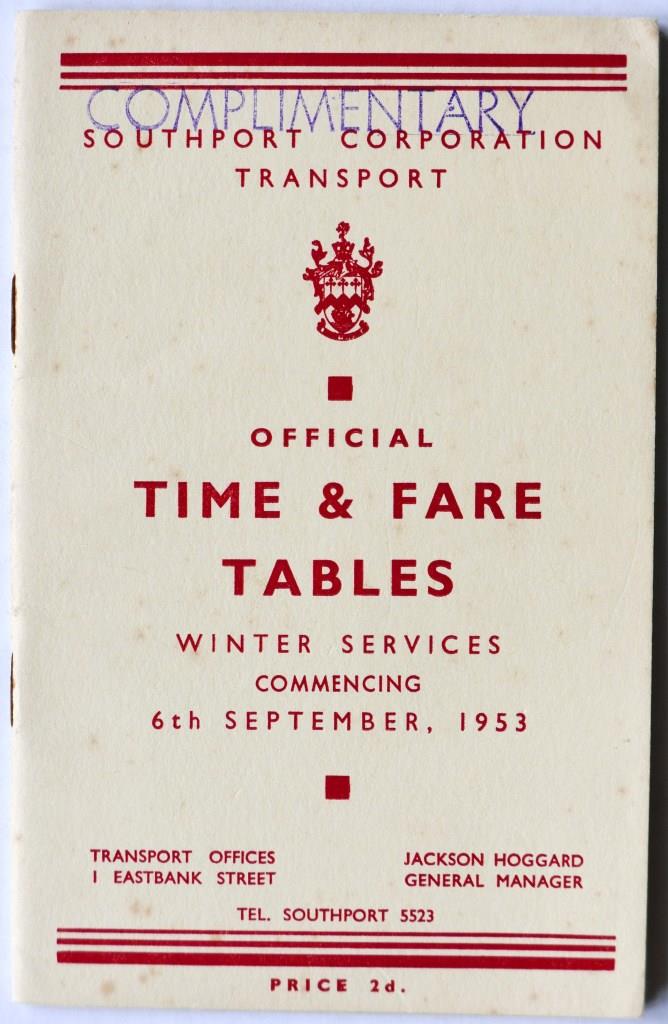 COMPLIMENTARY
SOUTHPORT CORPORATION
TRANSPORT
OFFICIAL
TIME & FARE
TABLES
WINTER SERVICES
COMMENCING
6th SEPTEMBER, 1953
TRANSPORT OFFICES
1 EASTBANK STREET
JACKSON HOGGARD
GENERAL MANAGER
TEL. SOUTHPORT 5523
PRICE 2d.